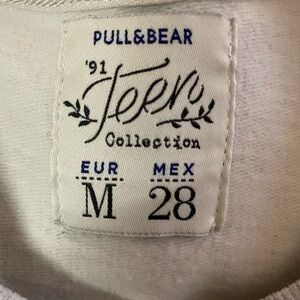 PULL&BEAR
'91
Teen
Collection
EUR MEX
M 28